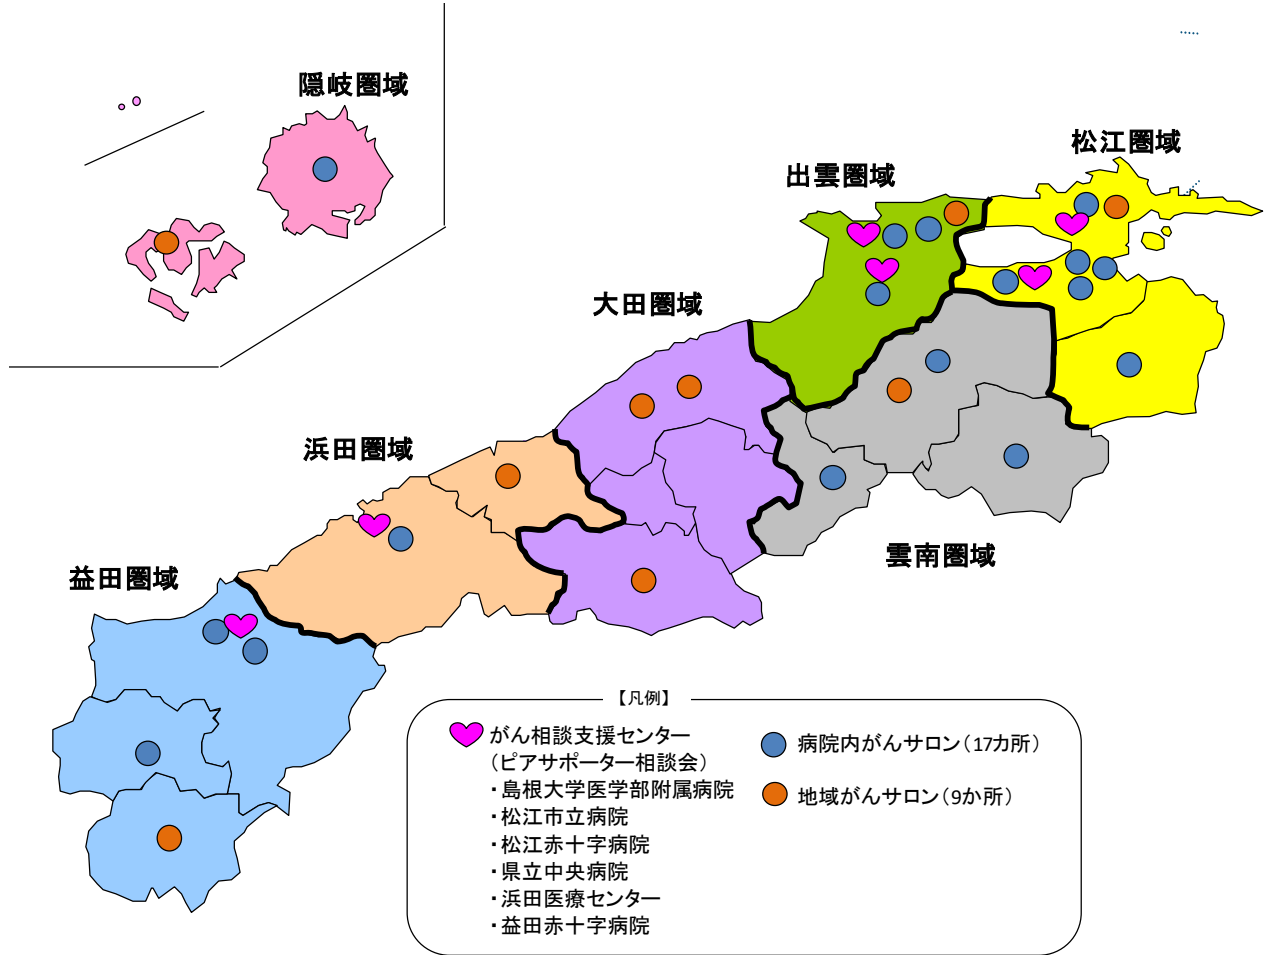 隠岐圏域
松江圏域
出雲圏域
大田圏域
浜田圏域
雲南圏域
益田圏域
【凡例】
がん相談支援センター
（ピアサポーター相談会）
・島根大学医学部附属病院
・松江市立病院
・松江赤十字病院
・県立中央病院
・浜田医療センター
・益田赤十字病院
病院内がんサロン（17カ所）
地域がんサロン（9か所）